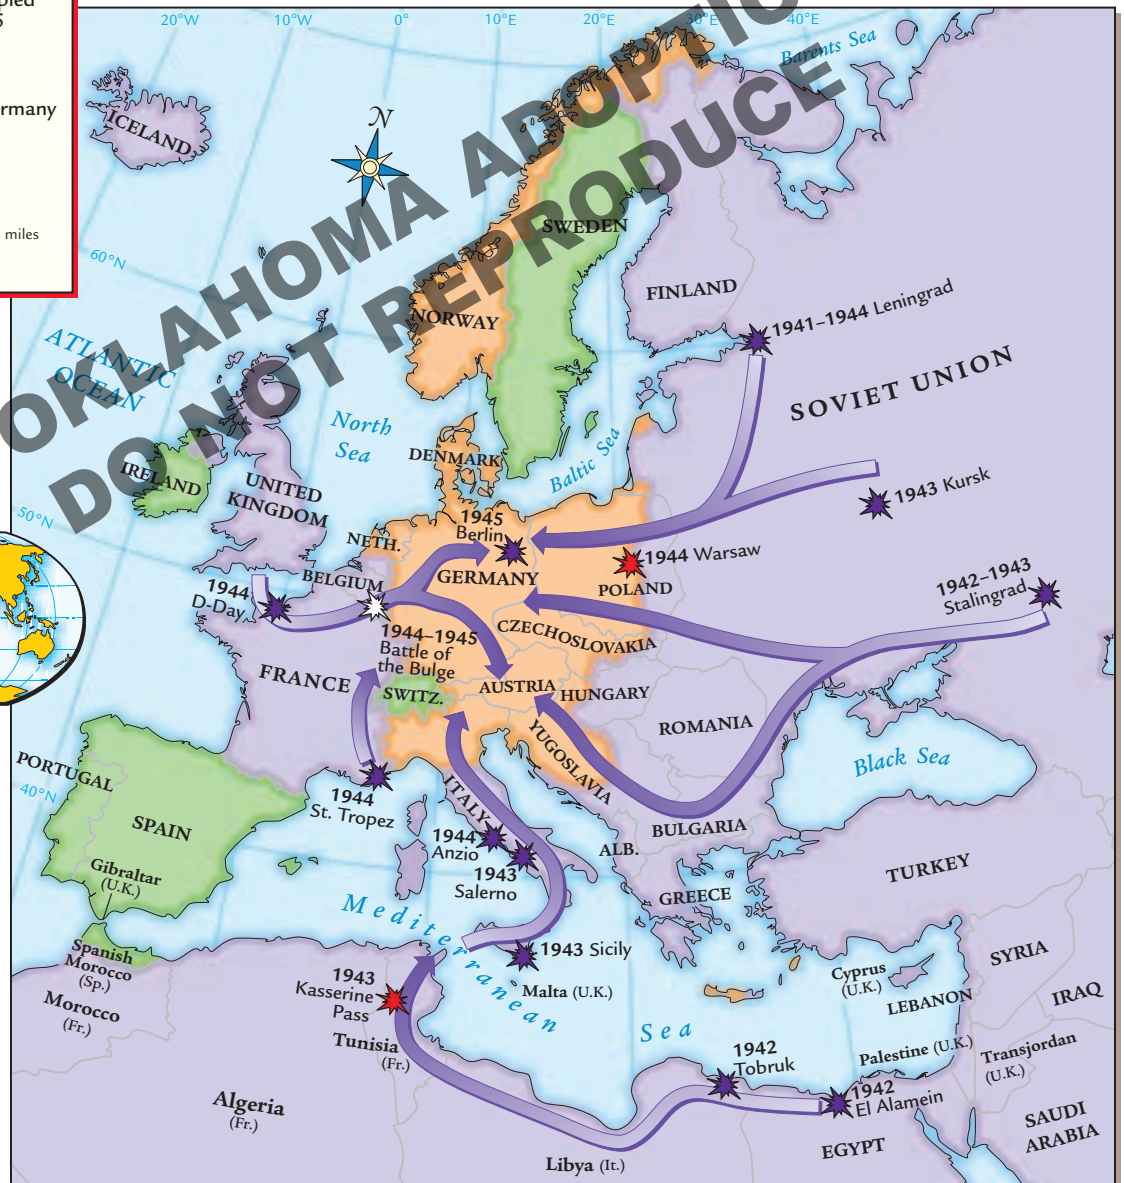 rmany
miles
20°W
10°W
0°
10°E
20°E
30°E
40°E
Barents Sea
OKLAHOMA ADOPTIO
DO NOT REPRODUCE
ICELAND
N
60°N
SWEDEN
FINLAND
NORWAY
1941–1944 Leningrad
ATLANTIC
OCEAN
SOVIET UNION
North
Sea
Baltic Sea
DENMARK
IRELAND
UNITED
KINGDOM
1943 Kursk
50°N
1945
Berlin
NETH.
1944 Warsaw
BELGIUM
GERMANY
POLAND
1944
D-Day
1942–1943
Stalingrad
CZECHOSLOVAKIA
1944–1945
Battle of
the Bulge
FRANCE
SWITZ.
AUSTRIA
HUNGARY
ROMANIA
YUGOSLAVIA
Black Sea
PORTUGAL
40°N
1944
St. Tropez
ITALY
SPAIN
BULGARIA
1944
Anzio
ALB.
1943
Salerno
TURKEY
Gibraltar
(U.K.)
GREECE
Mediterranean
Sea
Spanish
Morocco
(Sp.)
1943 Sicily
SYRIA
Cyprus
(U.K.)
1943
Kasserine
Pass
Malta (U.K.)
LEBANON
IRAQ
Morocco
(Fr.)
Tunisia
(Fr.)
1942
Tobruk
Palestine (U.K.)
Transjordan
(U.K.)
1942
El Alamein
Algeria
(Fr.)
SAUDI
ARABIA
EGYPT
Libya (It.)